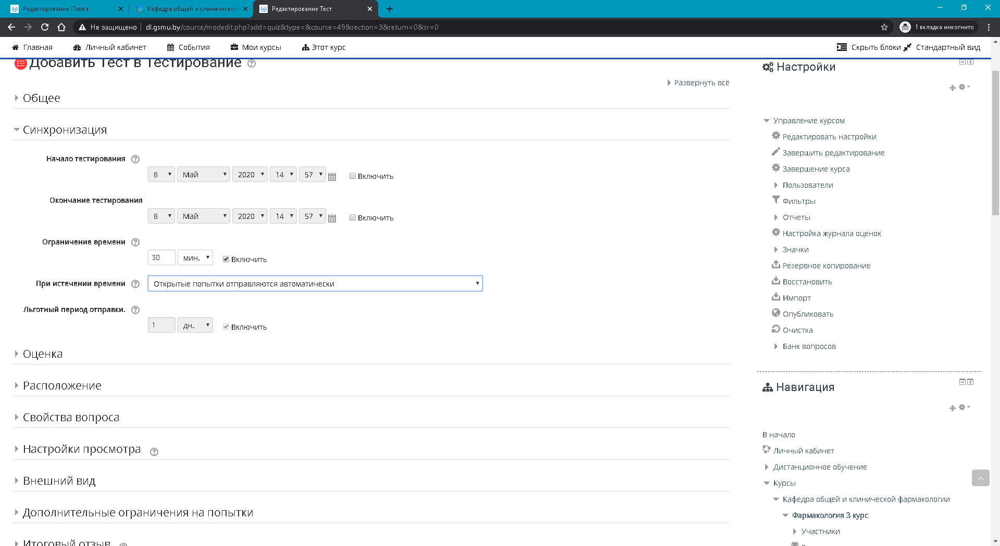 Редактирование Папка
Кафедра общей и клинической
Редактирование Тест
Не защищено
dl.gsmu.by/course/modedit.php?add=quiz&type=&course=49&section=3&return=0&sr=0
1 вкладка инкогнито
Главная
Личный кабинет
События
Мои курсы
Этот курс
Скрыть блоки
Стандартный вид
Добавить Тест в Тестирование
Развернуть всё
Общее
Синхронизация
Начало тестирования
8 Май 2020 14 57 Включить
Окончание тестирования
8 Май 2020 14 57 Включить
Ограничение времени
30 мин. Включить
При истечении времени
Открытые попытки отправляются автоматически
Льготный период отправки.
1 дн. Включить
Оценка
Расположение
Свойства вопроса
Настройки просмотра
Внешний вид
Дополнительные ограничения на попытки
Итоговый отзыв
Настройки
Управление курсом
Редактировать настройки
Завершить редактирование
Завершение курса
Пользователи
Фильтры
Отчеты
Настройка журнала оценок
Значки
Резервное копирование
Восстановить
Импорт
Опубликовать
Очистка
Банк вопросов
Навигация
В начало
Личный кабинет
Дистанционное обучение
Курсы
Кафедра общей и клинической фармакологии
Фармакология 3 курс
Участники